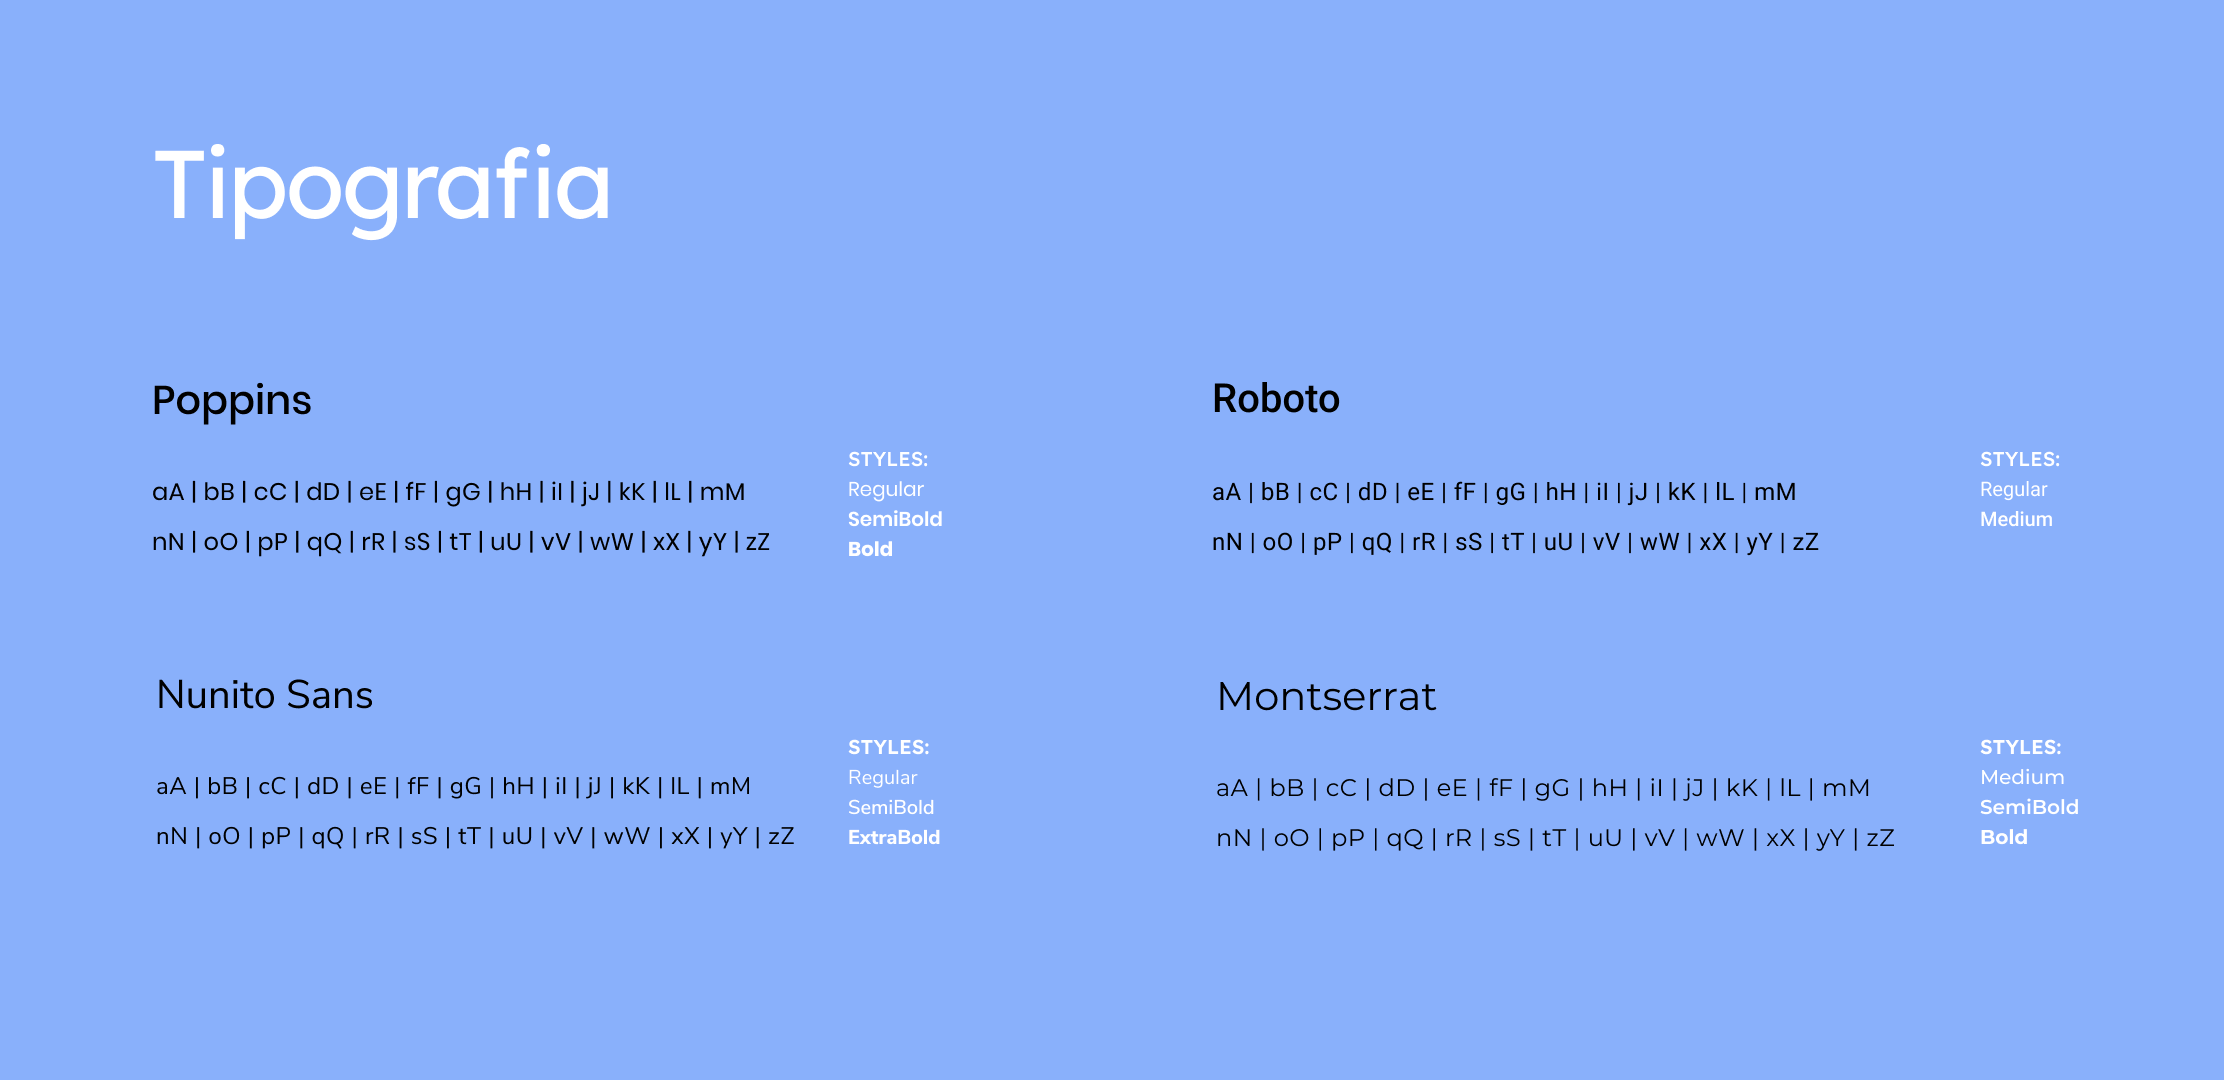 Tipografia
Poppins
aA | bB | cC | dD | eE | fF | gG | hH | iI | jJ | kK | lL | mM
nN | oO | pP | qQ | rR | sS | tT | uU | vV | wW | xX | yY | zZ
STYLES:
Regular
SemiBold
Bold
Roboto
aA | bB | cC | dD | eE | fF | gG | hH | iI | jJ | kK | lL | mM
nN | oO | pP | qQ | rR | sS | tT | uU | vV | wW | xX | yY | zZ
STYLES:
Regular
Medium
Nunito Sans
aA | bB | cC | dD | eE | fF | gG | hH | iI | jJ | kK | lL | mM
nN | oO | pP | qQ | rR | sS | tT | uU | vV | wW | xX | yY | zZ
STYLES:
Regular
SemiBold
ExtraBold
Montserrat
aA | bB | cC | dD | eE | fF | gG | hH | iI | jJ | kK | lL | mM
nN | oO | pP | qQ | rR | sS | tT | uU | vV | wW | xX | yY | zZ
STYLES:
Medium
SemiBold
Bold